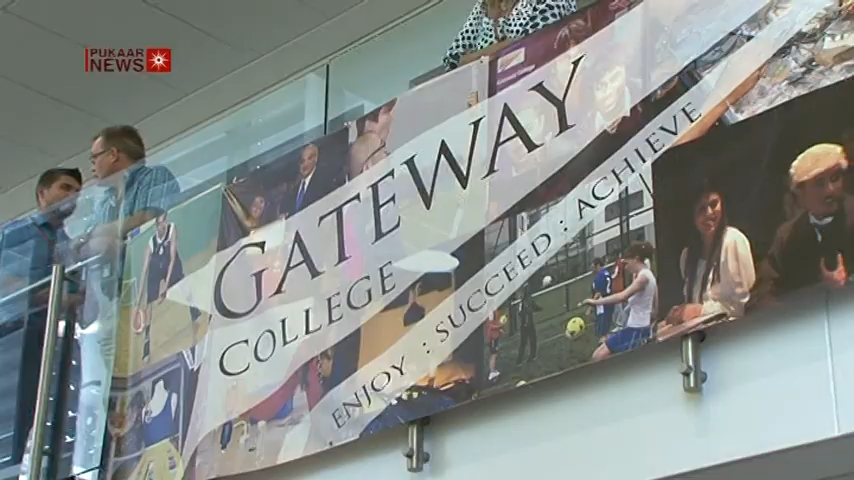 PUKAAR
NEWS
GATEWAY
COLLEGE
ENJOY : SUCCEED : ACHIEVE